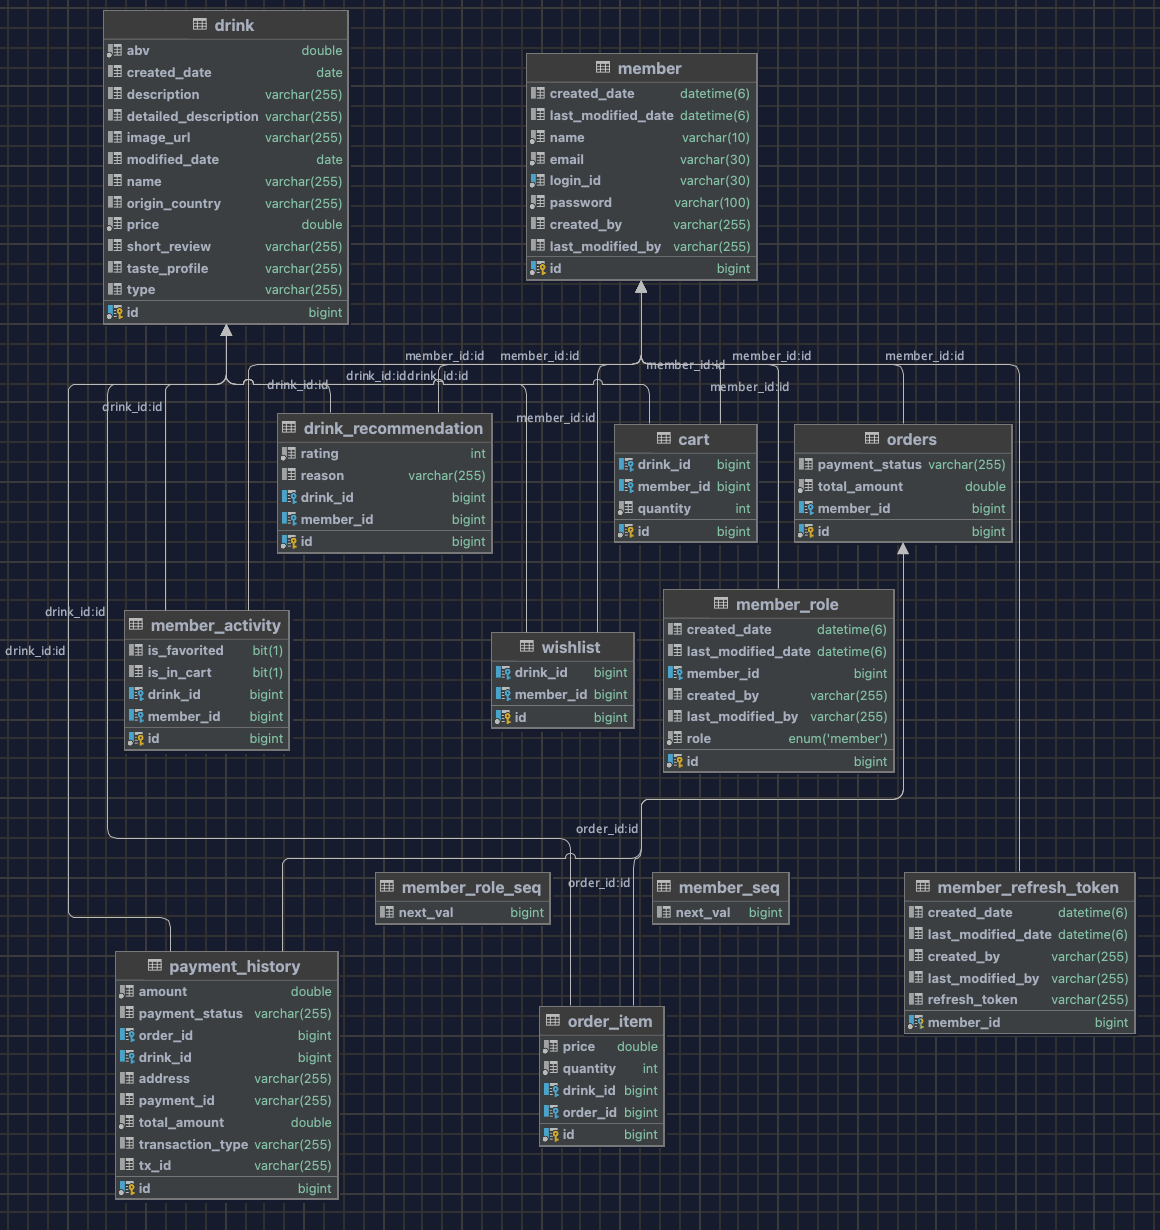 drink
abv double
created_date date
description varchar(255)
detailed_description varchar(255)
image_url varchar(255)
modified_date date
name varchar(255)
origin_country varchar(255)
price double
short_review varchar(255)
taste_profile varchar(255)
type varchar(255)
id bigint
member
created_date datetime(6)
last_modified_date datetime(6)
name varchar(10)
email varchar(30)
login_id varchar(30)
password varchar(100)
created_by varchar(255)
last_modified_by varchar(255)
id bigint
member_id:id
member_id:id
member_id:id
member_id:id
member_id:id
drink_id:id
drink_id:id
drink_id:id
member_id:id
drink_id:id
member_id:id
drink_recommendation
rating int
reason varchar(255)
drink_id bigint
member_id bigint
id bigint
cart
drink_id bigint
member_id bigint
quantity int
id bigint
orders
payment_status varchar(255)
total_amount double
member_id bigint
id bigint
drink_id:id
drink_id:id
member_activity
is_favorited bit(1)
is_in_cart bit(1)
drink_id bigint
member_id bigint
id bigint
wishlist
drink_id bigint
member_id bigint
id bigint
member_role
created_date datetime(6)
last_modified_date datetime(6)
member_id bigint
created_by varchar(255)
last_modified_by varchar(255)
role enum('member')
id bigint
order_id:id
order_id:id
member_role_seq
next_val bigint
member_seq
next_val bigint
member_refresh_token
created_date datetime(6)
last_modified_date datetime(6)
created_by varchar(255)
last_modified_by varchar(255)
refresh_token varchar(255)
member_id bigint
payment_history
amount double
payment_status varchar(255)
order_id bigint
drink_id bigint
address varchar(255)
payment_id varchar(255)
total_amount double
transaction_type varchar(255)
tx_id varchar(255)
id bigint
order_item
price double
quantity int
drink_id bigint
order_id bigint
id bigint